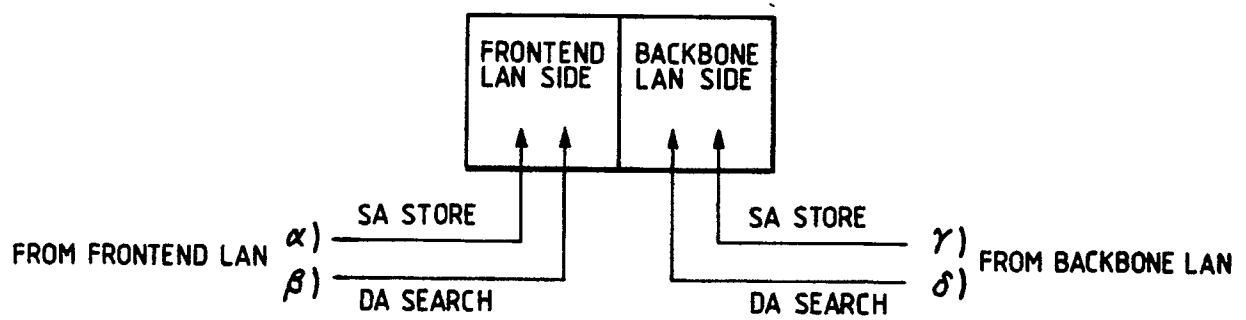 FRONTEND
LAN SIDE
BACKBONE
LAN SIDE
SA STORE
FROM FRONTEND LAN
α)
β)
DA SEARCH
SA STORE
γ)
δ)
FROM BACKBONE LAN
DA SEARCH